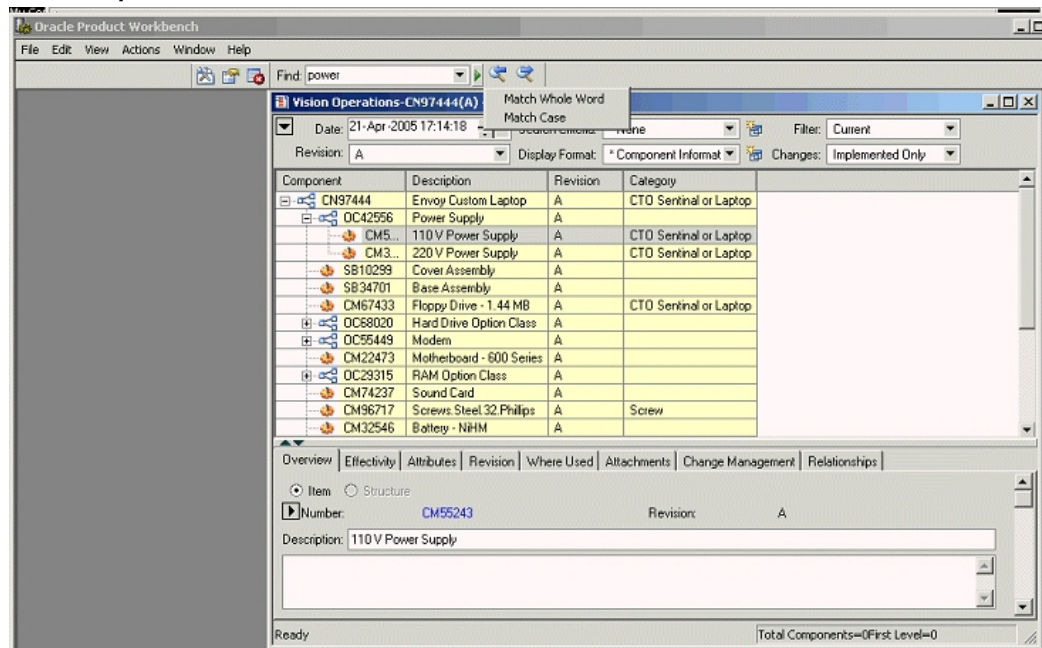 Oracle Product Workbench
File Edit View Actions Window Help
Find: power
Match Whole Word
Match Case
Vision Operations-CN97444(A)
Date: 21-Apr-2005 17:14:18 None Filter: Current
Revision: A Display Format: * Component Informat Changes: Implemented Only
Component Description Revision Category
CN97444 Envoy Custom Laptop A CTO Sentinal or Laptop
OC42556 Power Supply A
CM5... 110 V Power Supply A CTO Sentinal or Laptop
CM3... 220 V Power Supply A CTO Sentinal or Laptop
SB10299 Cover Assembly A
SB34701 Base Assembly A
CM67433 Floppy Drive - 1.44 MB A CTO Sentinal or Laptop
OC68020 Hard Drive Option Class A
OC55449 Modem A
CM22473 Motherboard - 600 Series A
OC29315 RAM Option Class A
CM74237 Sound Card A
CM96717 Screws.Steel.32.Phillips A Screw
CM32546 Battery - NiHM A
Overview Effectivity Attributes Revision Where Used Attachments Change Management Relationships
Item Structure
Number: CM55243 Revision: A
Description: 110 V Power Supply
Ready Total Components=0First Level=0